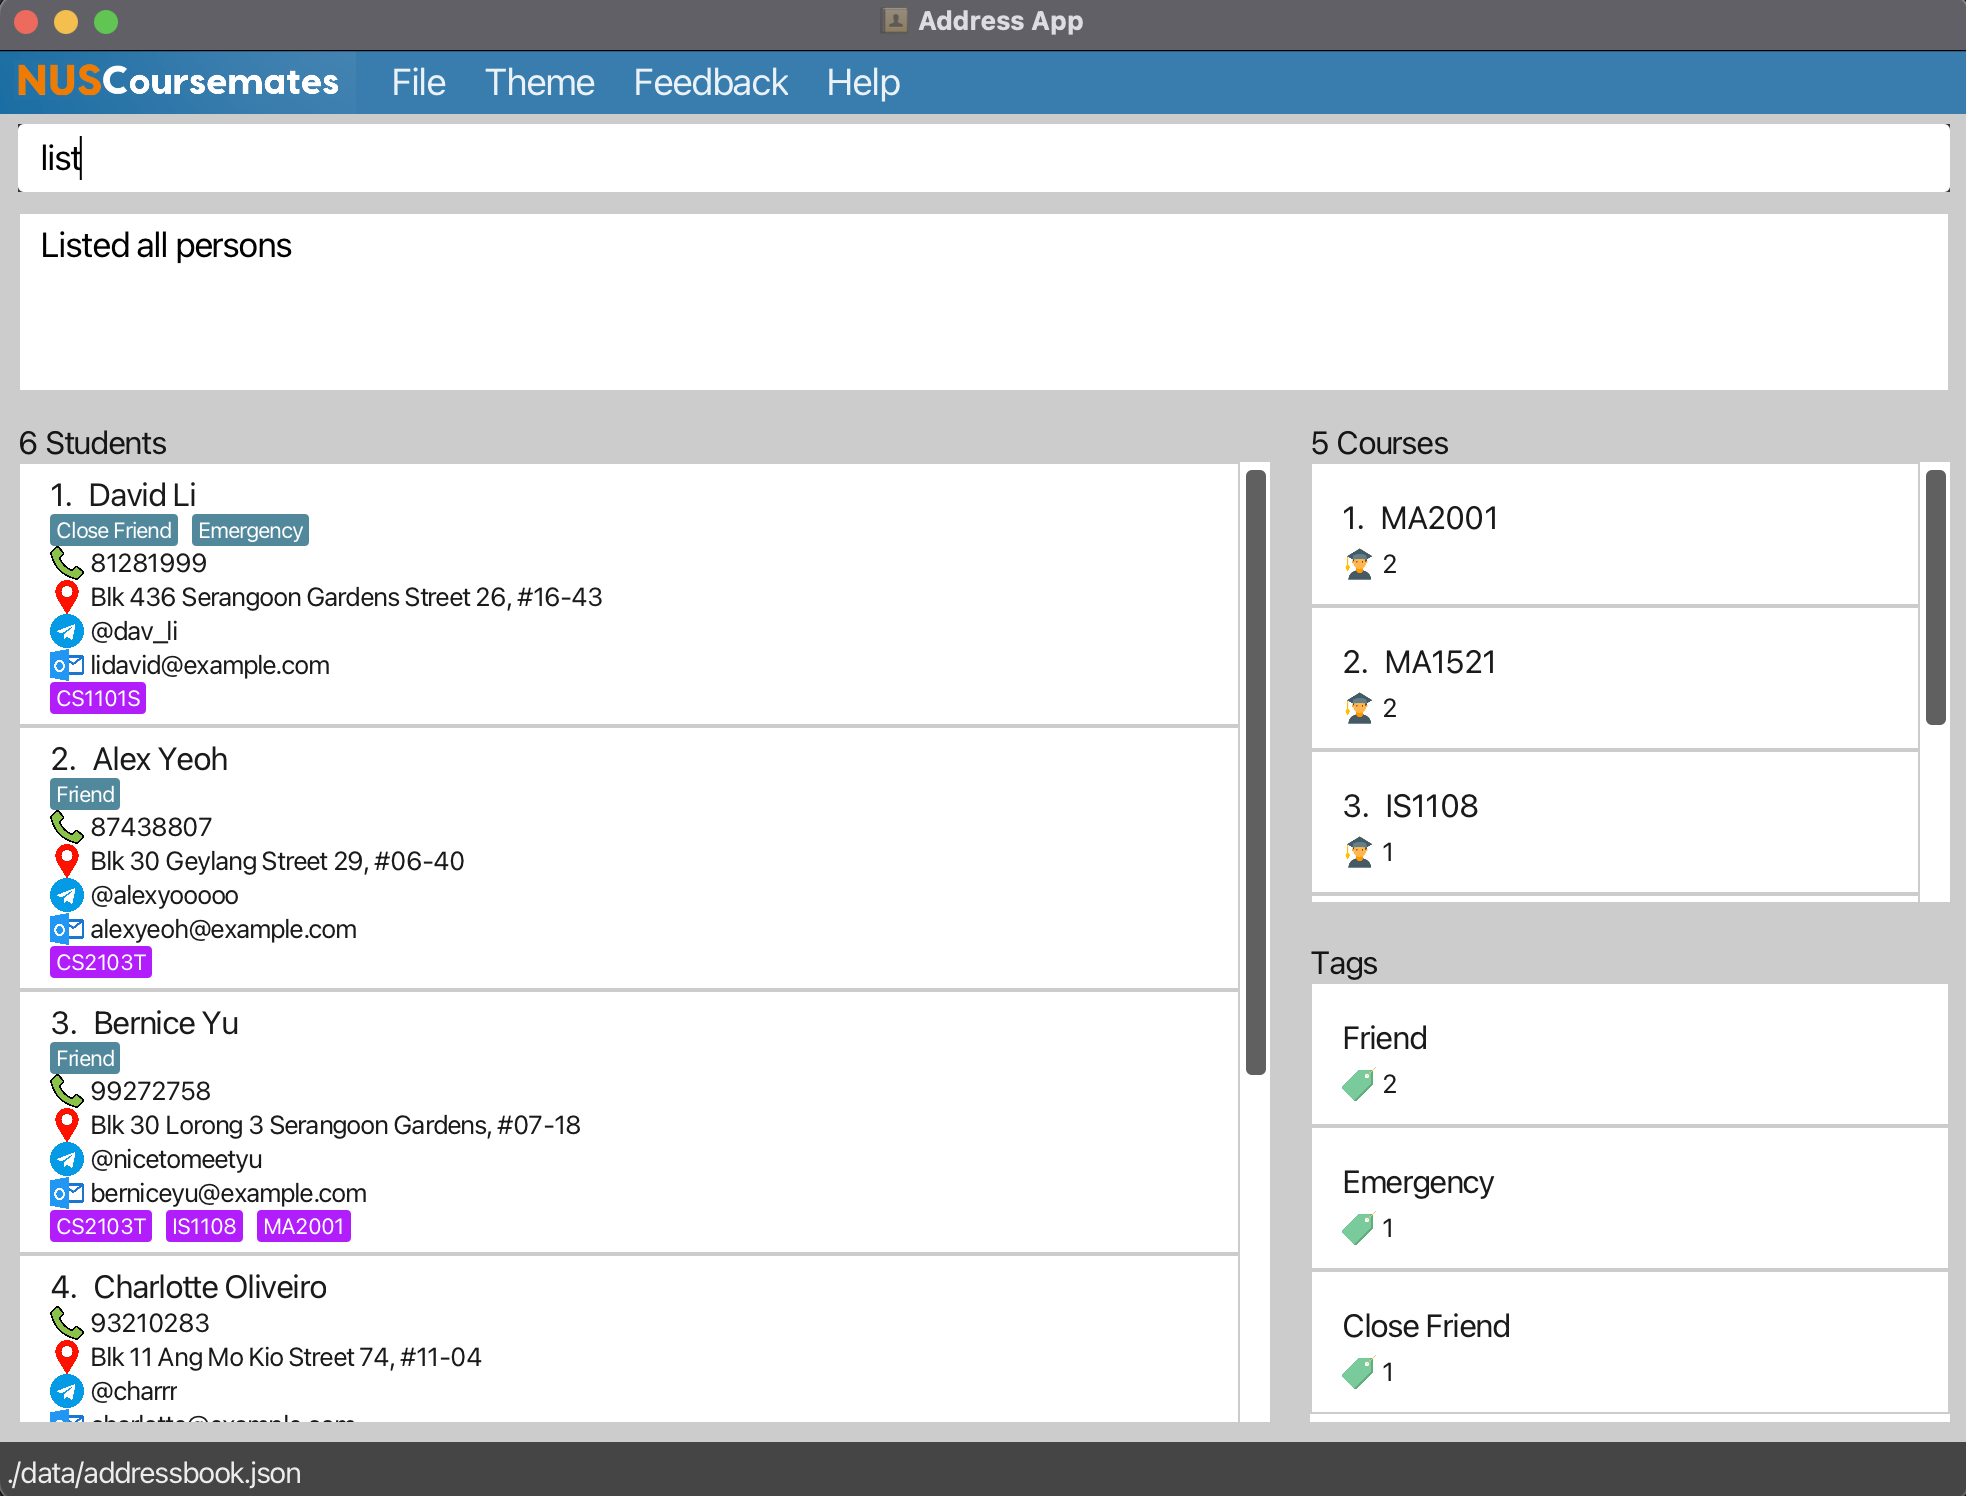 Address App
NUSCoursemates File Theme Feedback Help
list
Listed all persons
6 Students
1. David Li
Close Friend Emergency
81281999
Blk 436 Serangoon Gardens Street 26, #16-43
@dav_li
lidavid@example.com
CS1101S
2. Alex Yeoh
Friend
87438807
Blk 30 Geylang Street 29, #06-40
@alexyooooo
alexyeoh@example.com
CS2103T
3. Bernice Yu
Friend
99272758
Blk 30 Lorong 3 Serangoon Gardens, #07-18
@nicetomeetyu
berniceyu@example.com
CS2103T IS1108 MA2001
4. Charlotte Oliveiro
93210283
Blk 11 Ang Mo Kio Street 74, #11-04
@charrr
charlotte@example.com
5 Courses
1. MA2001
2
2. MA1521
2
3. IS1108
1
Tags
Friend
2
Emergency
1
Close Friend
1
./data/addressbook.json